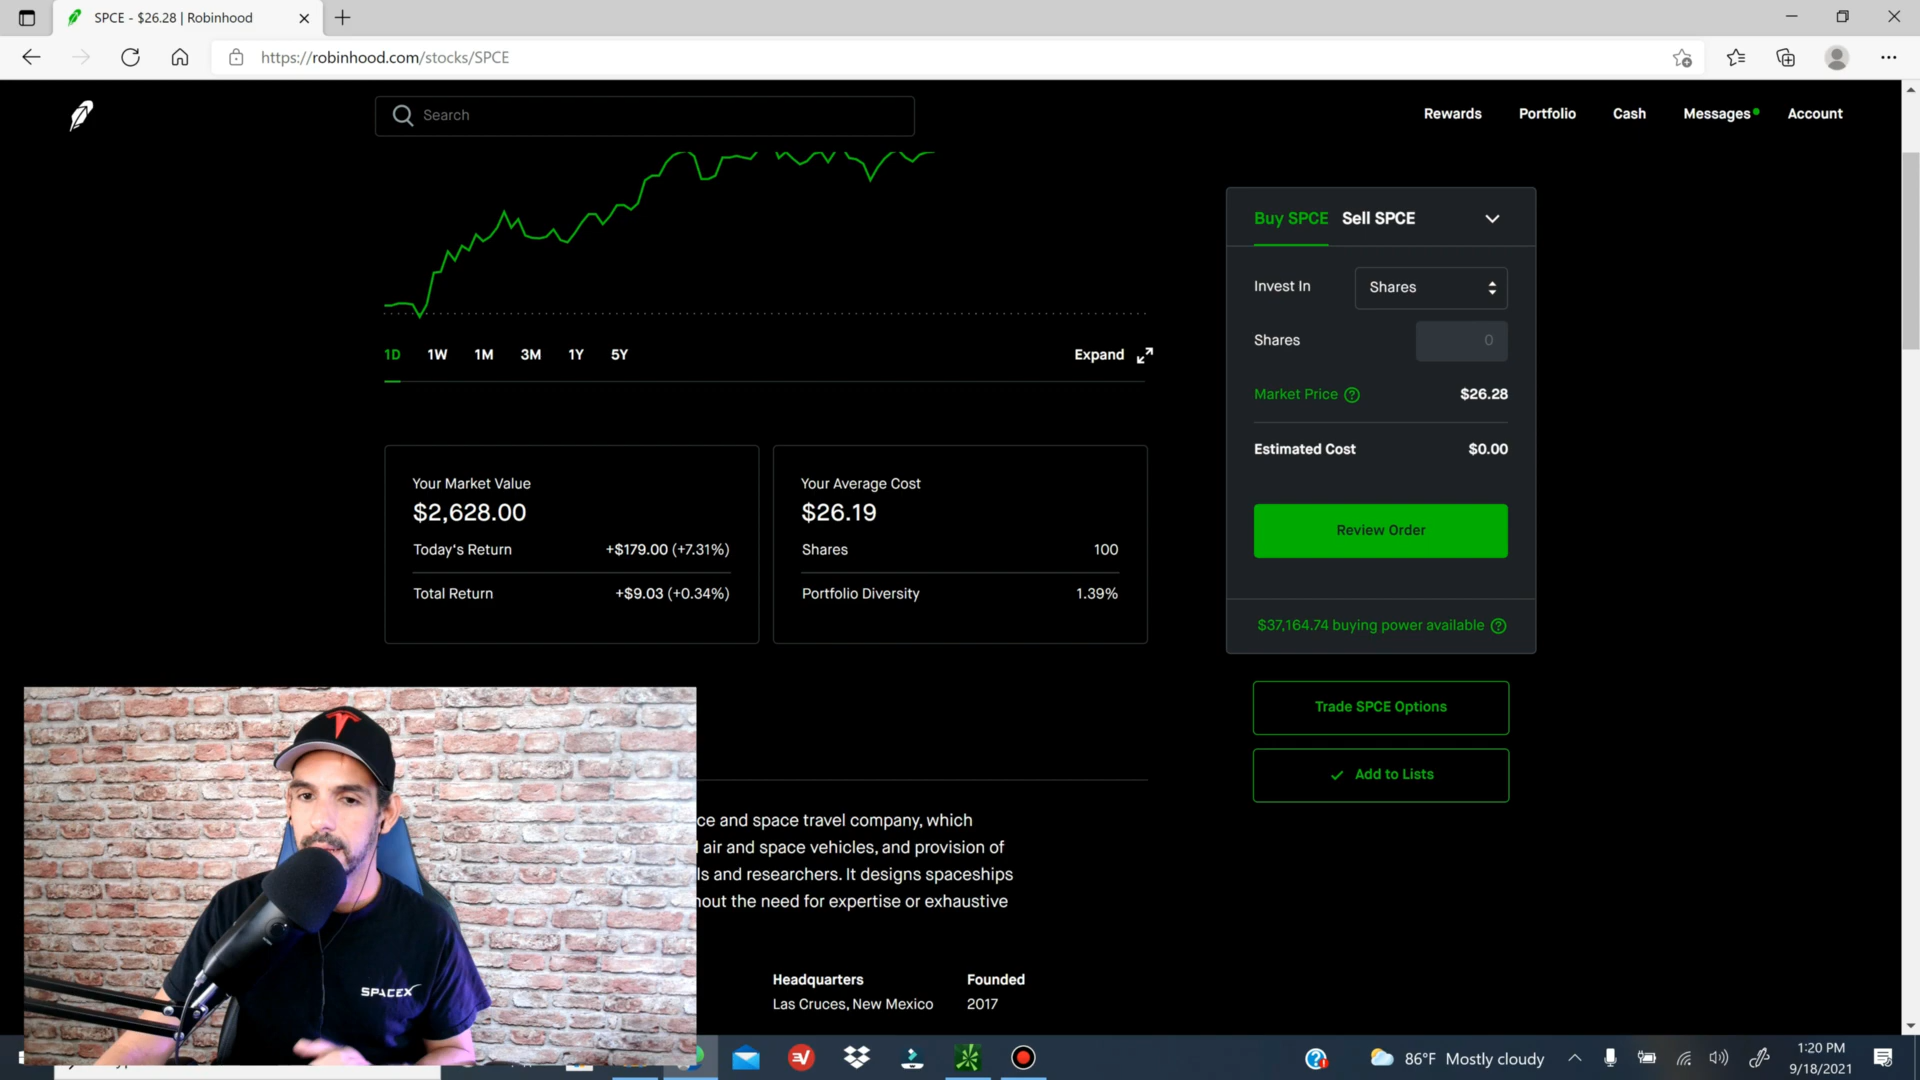 SPCE - $26.28 | Robinhood
https://robinhood.com/stocks/SPCE
Search
Rewards
Portfolio
Cash
Messages
Account
1D
1W
1M
3M
1Y
5Y
Expand
Buy SPCE
Sell SPCE
Invest In
Shares
Shares
0
Market Price
$26.28
Estimated Cost
$0.00
Review Order
$37,164.74 buying power available
Trade SPCE Options
Add to Lists
Your Market Value
$2,628.00
Today's Return
+$179.00 (+7.31%)
Total Return
+$9.03 (+0.34%)
Your Average Cost
$26.19
Shares
100
Portfolio Diversity
1.39%
ce and space travel company, which
air and space vehicles, and provision of
ls and researchers. It designs spaceships
out the need for expertise or exhaustive
Headquarters
Las Cruces, New Mexico
Founded
2017
SPACEX
86°F Mostly cloudy
1:20 PM
9/18/2021